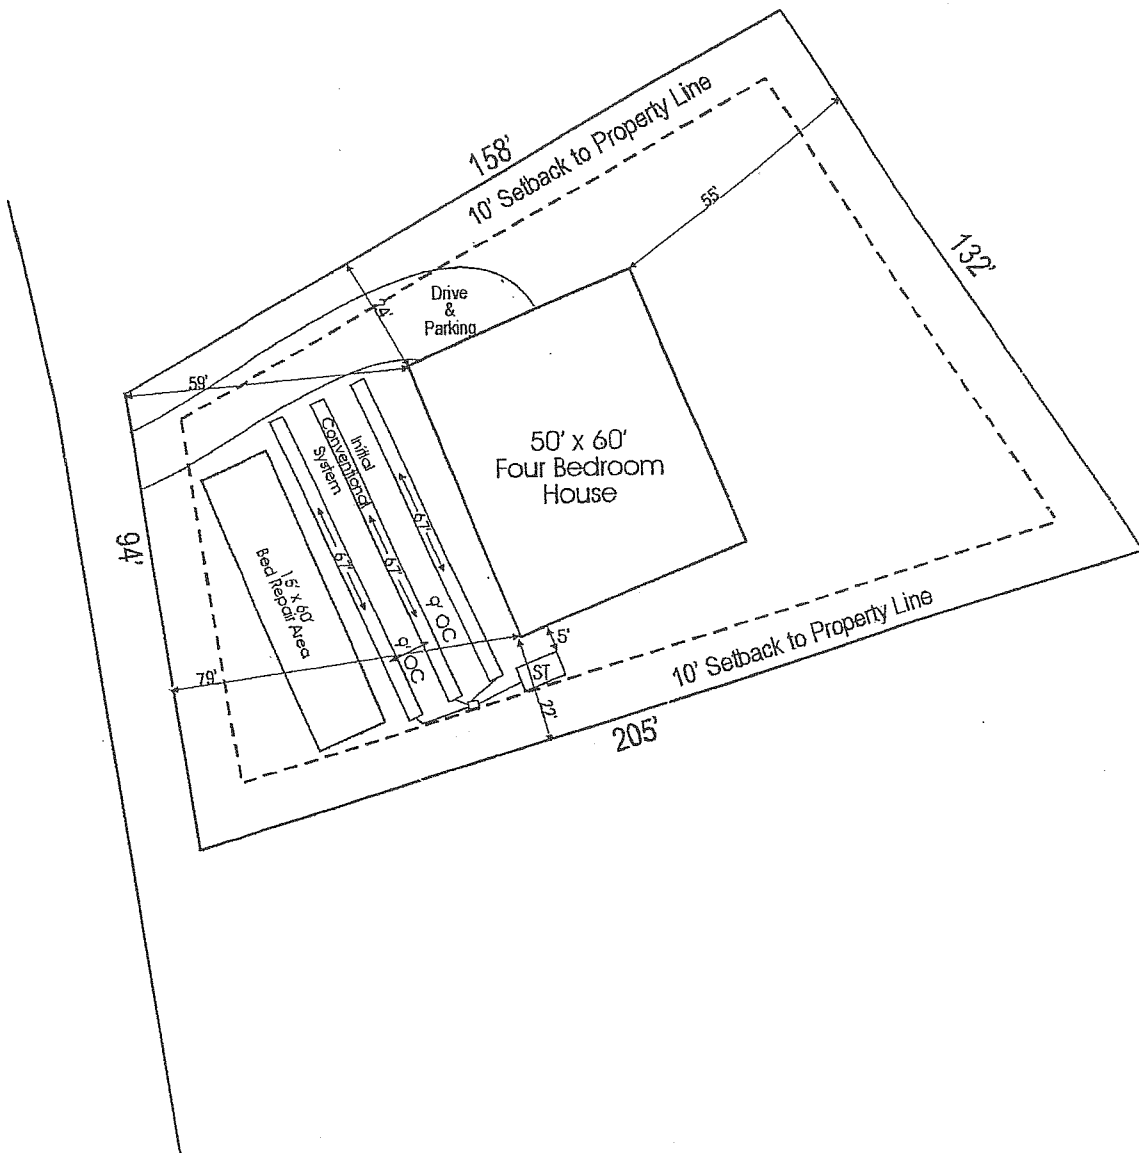 158'
10' Setback to Property Line
55'
132'
Drive
&
Parking
59'
50' x 60'
Four Bedroom
House
Initial
Conventional
System
67'
67'
67'
9' OC
9' OC
15' x 60'
Bed Repair Area
94'
79'
5'
ST
22'
10' Setback to Property Line
205'